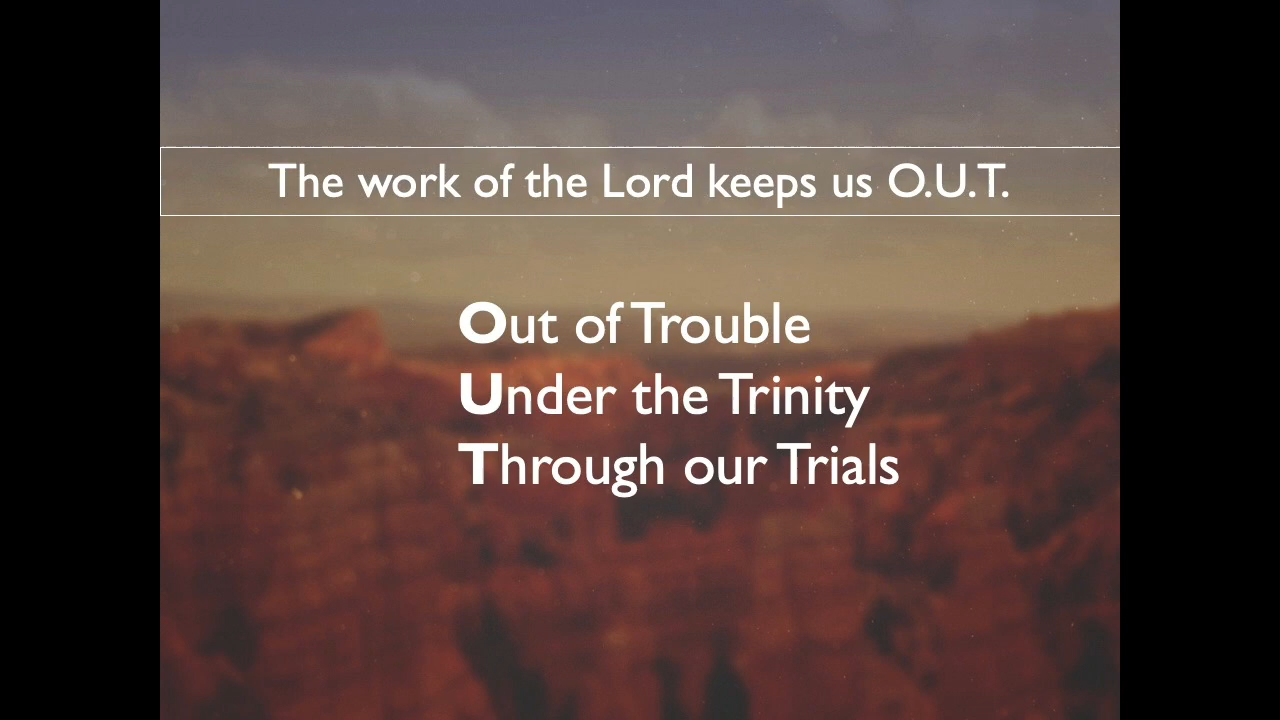 The work of the Lord keeps us O.U.T.
Out of Trouble
Under the Trinity
Through our Trials